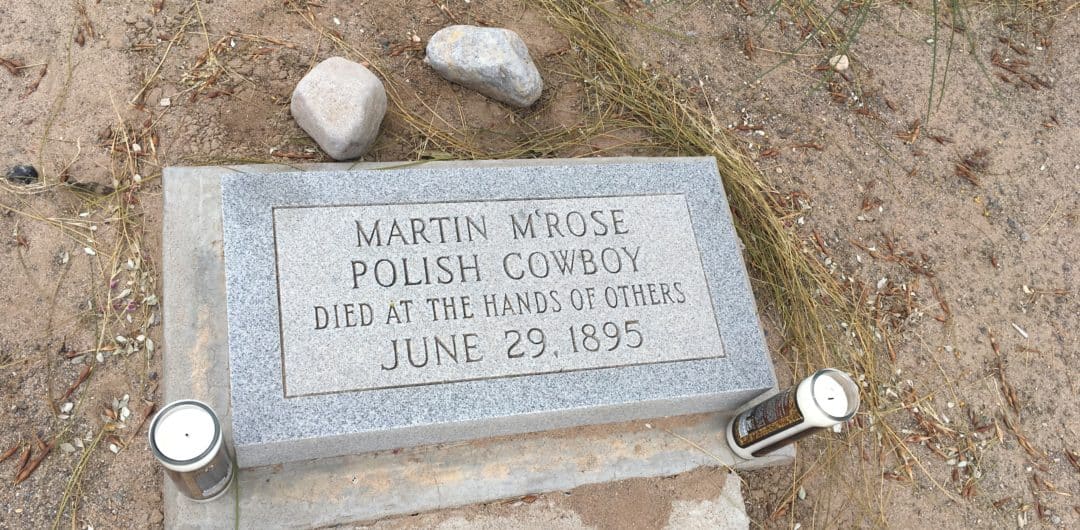 MARTIN M'ROSE
POLISH COWBOY
DIED AT THE HANDS OF OTHERS
JUNE 29, 1895